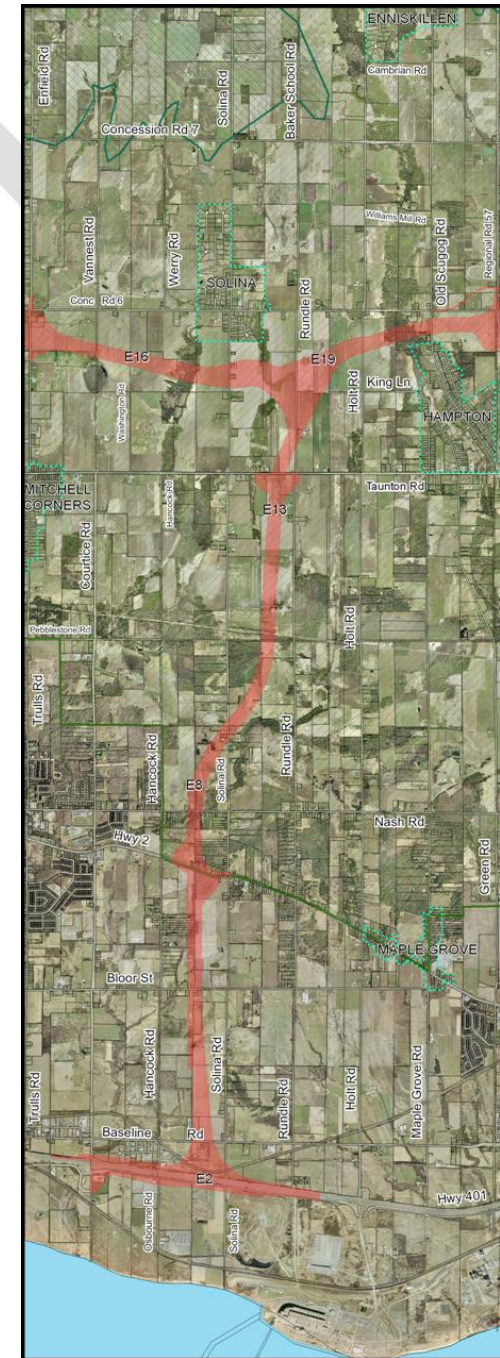 ENNISKILLEN
Enfield Rd
Solina Rd
Baker School Rd
Cambrian Rd
Concession Rd 7
Vannest Rd
Werry Rd
Williams Mill Rd
Old Scugog Rd
Regional Rd 57
SOLINA
Conc Rd 6
Rundle Rd
E16
E19
King Ln
Holt Rd
Washington Rd
HAMPTON
MITCHELL
CORNERS
Hancock Rd
Taunton Rd
E13
Courtice Rd
Pebblestone Rd
Holt Rd
Trulls Rd
Hancock Rd
Solina Rd
Rundle Rd
E8
Nash Rd
Hwy 2
Green Rd
MAPLE GROVE
Bloor St
Trulls Rd
Hancock Rd
Solina Rd
Rundle Rd
Holt Rd
Maple Grove Rd
Baseline Rd
E2
Hwy 401
Osbourne Rd
Solina Rd